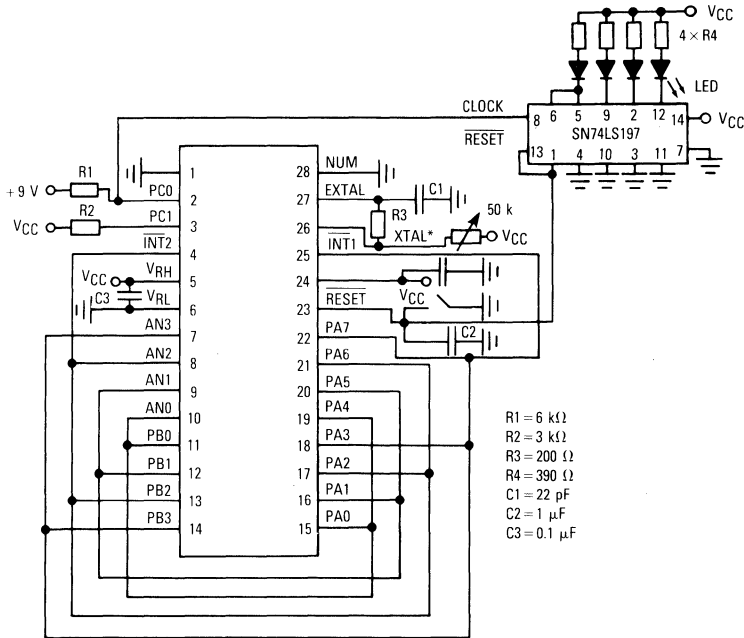 VCC
4 × R4
LED
CLOCK
8 6 5 9 2 12 14
SN74LS197
VCC
RESET
13 1 4 10 3 11 7
+9 V
R1
PC0
1
2
VCC
R2
PC1
3
INT2
4
VCC
VRH
5
C3
VRL
6
AN3
7
AN2
8
AN1
9
AN0
10
PB0
11
PB1
12
PB2
13
PB3
14
28
NUM
27
EXTAL
C1
R3
50 k
26
XTAL*
VCC
INT1
25
24
VCC
RESET
23
C2
PA7
22
PA6
21
PA5
20
PA4
19
PA3
18
PA2
17
PA1
16
PA0
15
R1 = 6 kΩ
R2 = 3 kΩ
R3 = 200 Ω
R4 = 390 Ω
C1 = 22 pF
C2 = 1 μF
C3 = 0.1 μF